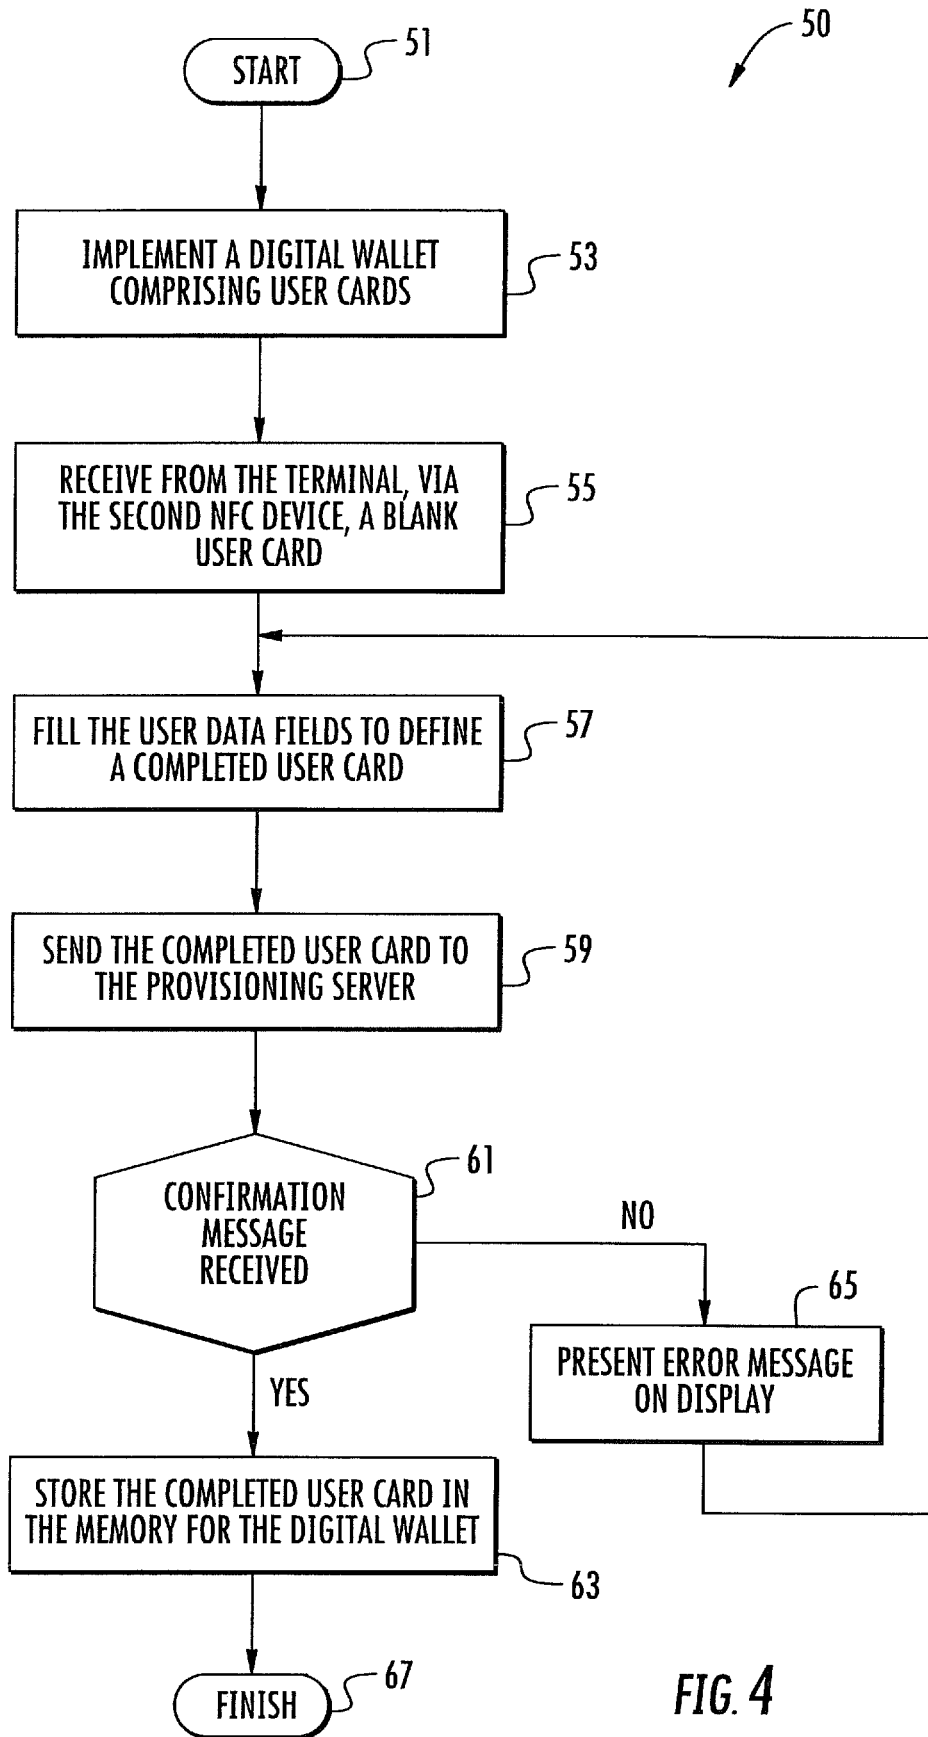 50
START
51
IMPLEMENT A DIGITAL WALLET
COMPRISING USER CARDS
53
RECEIVE FROM THE TERMINAL, VIA
THE SECOND NFC DEVICE, A BLANK
USER CARD
55
FILL THE USER DATA FIELDS TO DEFINE
A COMPLETED USER CARD
57
SEND THE COMPLETED USER CARD TO
THE PROVISIONING SERVER
59
CONFIRMATION
MESSAGE
RECEIVED
61
NO
65
PRESENT ERROR MESSAGE
ON DISPLAY
YES
STORE THE COMPLETED USER CARD IN
THE MEMORY FOR THE DIGITAL WALLET
63
FINISH
67
FIG. 4